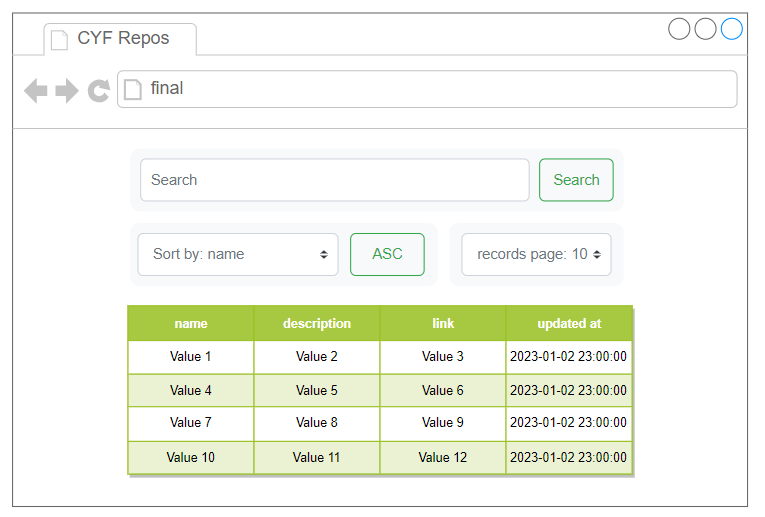 CYF Repos
final
Search Search
Sort by: name ASC records page: 10
name description link updated at
Value 1 Value 2 Value 3 2023-01-02 23:00:00
Value 4 Value 5 Value 6 2023-01-02 23:00:00
Value 7 Value 8 Value 9 2023-01-02 23:00:00
Value 10 Value 11 Value 12 2023-01-02 23:00:00